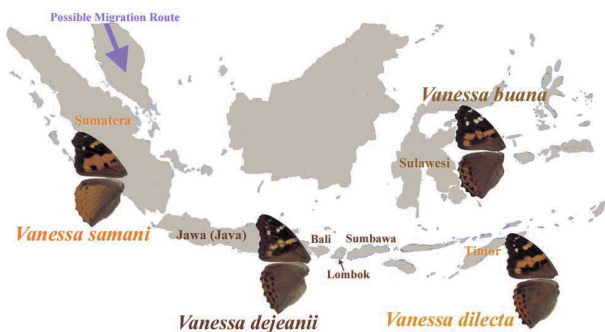 Possible Migration Route
Vanessa buana
Sumatera
Sulawesi
Vanessa samani
Jawa (Java)
Bali
Sumbawa
Lombok
Timor
Vanessa dejeanii
Vanessa dilecta